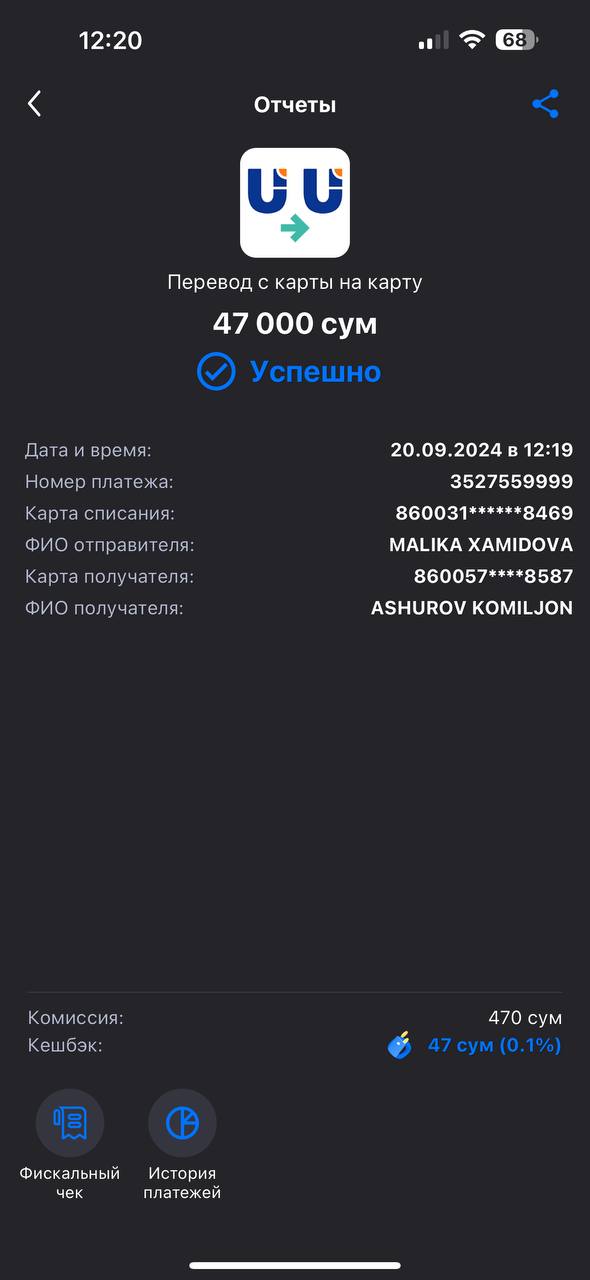 12:20
68
Отчеты
Перевод с карты на карту
47 000 сум
Успешно
Дата и время: 20.09.2024 в 12:19
Номер платежа: 3527559999
Карта списания: 860031******8469
ФИО отправителя: MALIKA XAMIDOVA
Карта получателя: 860057****8587
ФИО получателя: ASHUROV KOMILJON
Комиссия: 470 сум
Кешбэк: 47 сум (0.1%)
Фискальный
чек
История
платежей